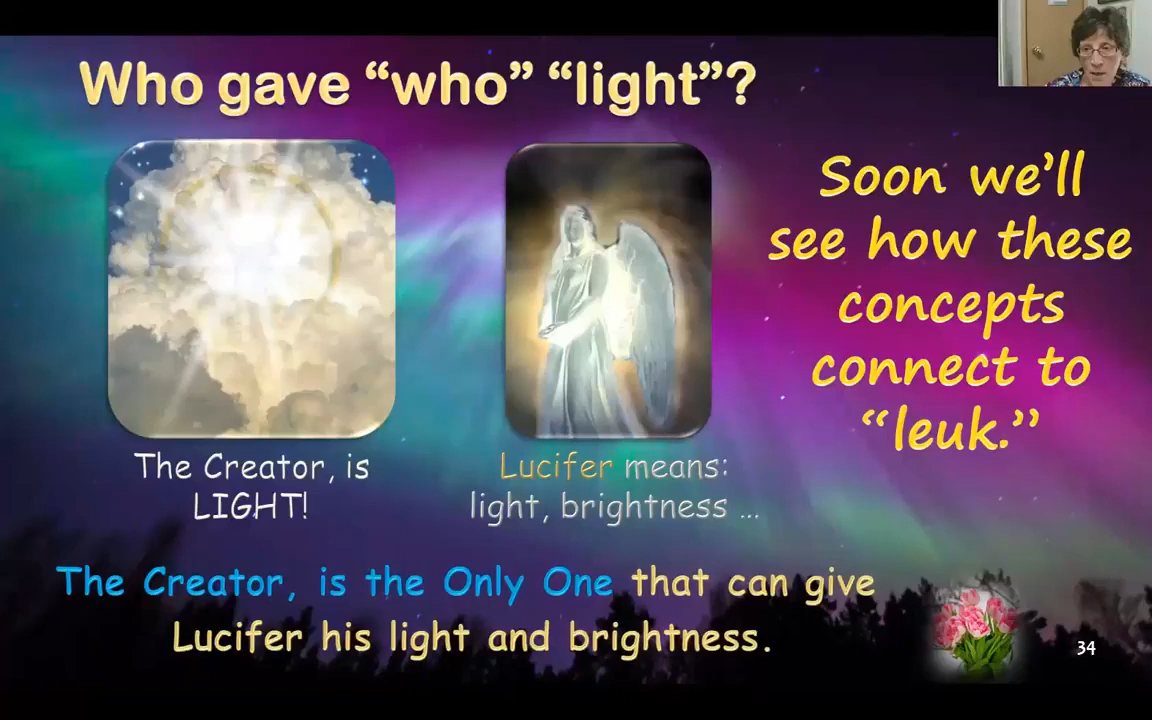 Who gave “who” “light”?
Soon we’ll
see how these
concepts
connect to
“leuk.”
The Creator, is
LIGHT!
Lucifer means:
light, brightness ...
The Creator, is the Only One that can give
Lucifer his light and brightness.
34